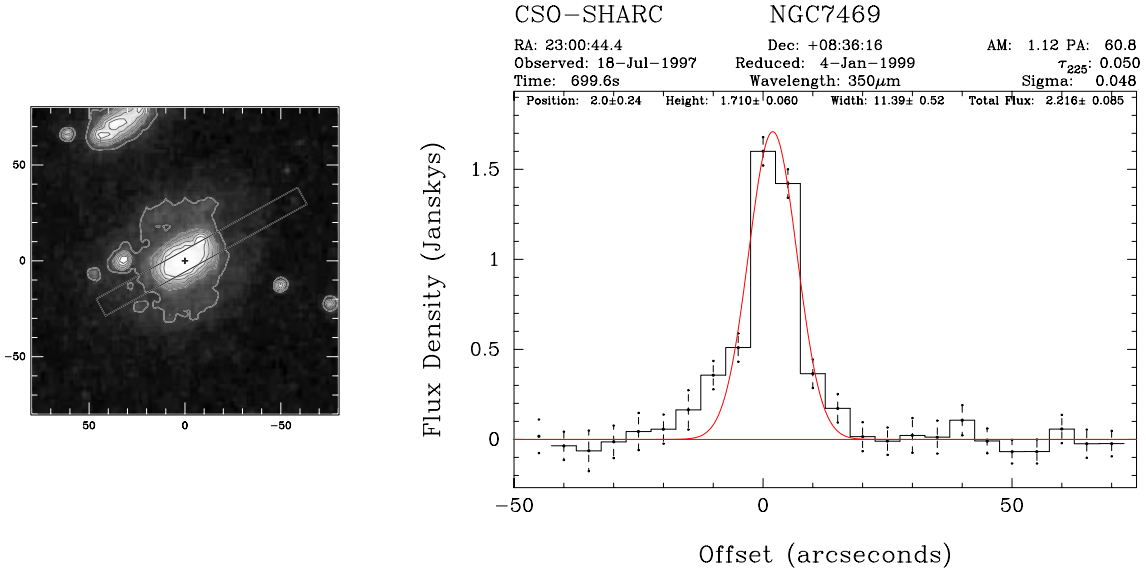 CSO-SHARC NGC7469
RA: 23:00:44.4 Dec: +08:36:16 AM: 1.12 PA: 60.8
Observed: 18-Jul-1997 Reduced: 4-Jan-1999 τ225: 0.050
Time: 699.6s Wavelength: 350μm Sigma: 0.048
Position: 2.0±0.24 Height: 1.710± 0.060 Width: 11.39± 0.52 Total Flux: 2.216± 0.085
50
0
−50
50 0 −50
Flux Density (Janskys)
1.5
1
0.5
0
−50 0 50
Offset (arcseconds)